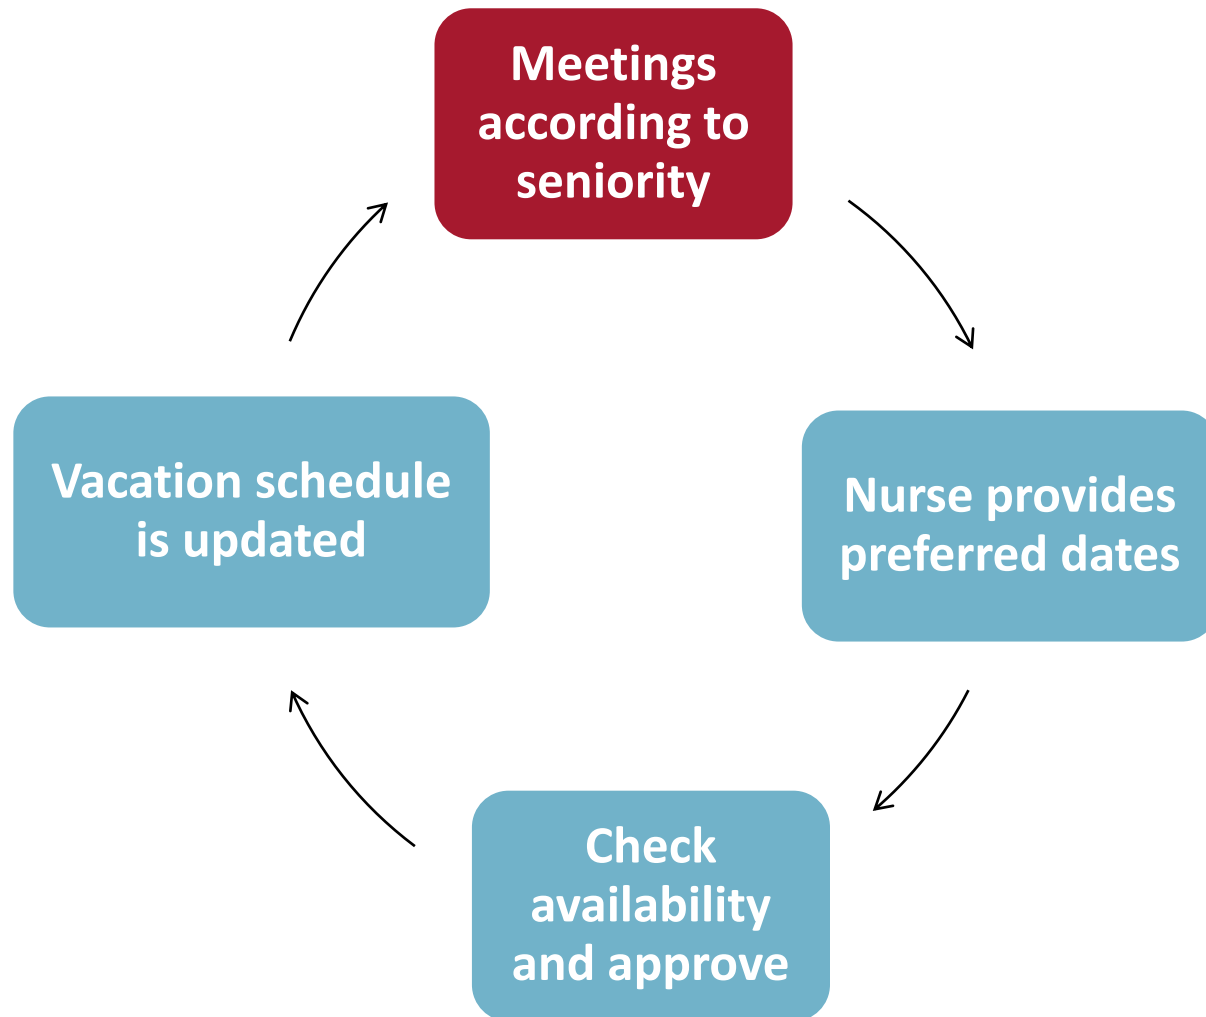 Meetings
according to
seniority
Nurse provides
preferred dates
Check
availability
and approve
Vacation schedule
is updated